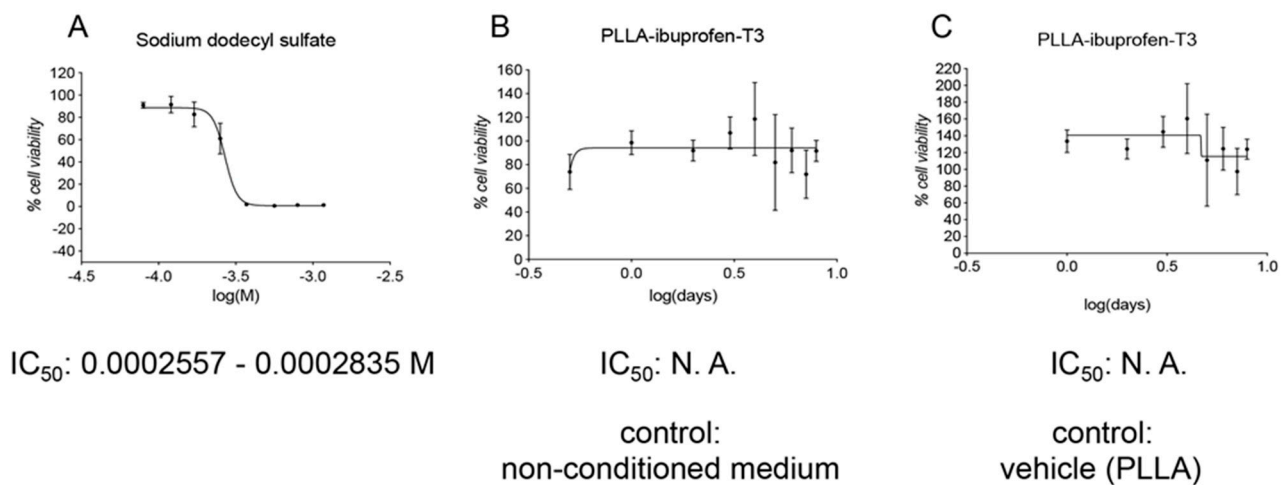 A
Sodium dodecyl sulfate
% cell viability
120
100
80
60
40
20
0
-20
-40
-4.5
-4.0
-3.5
-3.0
-2.5
log(M)
IC50: 0.0002557 - 0.0002835 M
B
PLLA-ibuprofen-T3
% cell viability
160
140
120
100
80
60
40
20
0
-0.5
0.0
0.5
1.0
log(days)
IC50: N. A.
control:
non-conditioned medium
C
PLLA-ibuprofen-T3
% cell viability
220
200
180
160
140
120
100
80
60
40
20
0
-0.5
0.0
0.5
1.0
log(days)
IC50: N. A.
control:
vehicle (PLLA)